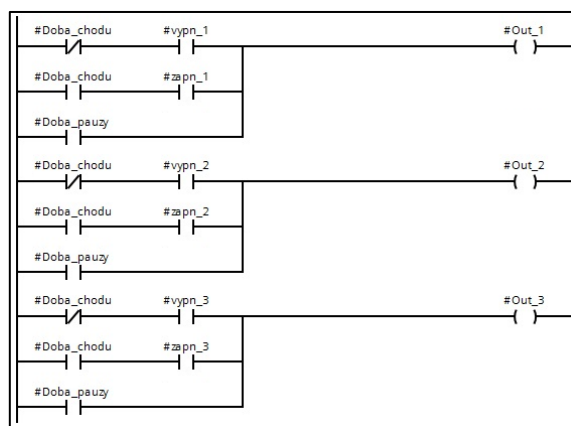 #Doba_chodu #vypn_1 #Out_1
#Doba_chodu #zapn_1
#Doba_pauzy
#Doba_chodu #vypn_2 #Out_2
#Doba_chodu #zapn_2
#Doba_pauzy
#Doba_chodu #vypn_3 #Out_3
#Doba_chodu #zapn_3
#Doba_pauzy